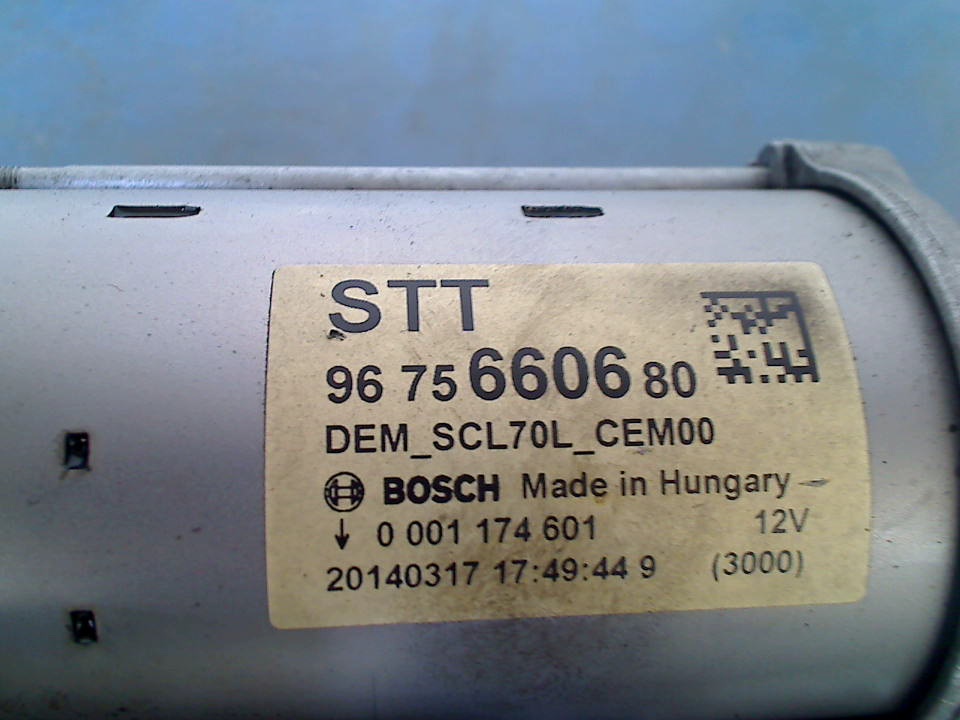 STT
96 75 6606 80
DEM_SCL70L_CEM00
BOSCH Made in Hungary
↓ 0 001 174 601 12V
20140317 17:49:44 9 (3000)